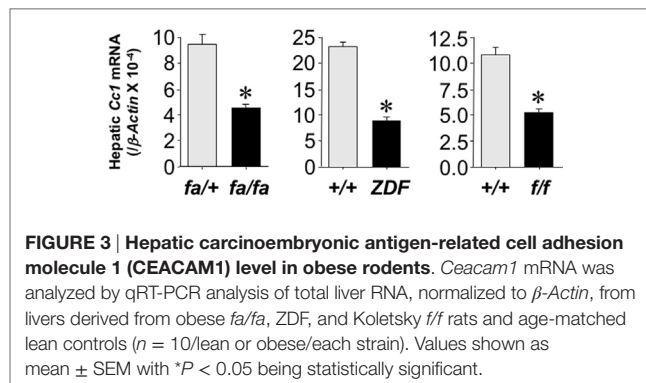 Hepatic Cc1 mRNA
(/β-Actin X 10⁻⁴)
10
8
6
4
2
0
*
fa/+ fa/fa
25
20
15
10
5
0
*
+/+ ZDF
12.5
10.0
7.5
5.0
2.5
0.0
*
+/+ f/f
FIGURE 3 | Hepatic carcinoembryonic antigen-related cell adhesion
molecule 1 (CEACAM1) level in obese rodents. Ceacam1 mRNA was
analyzed by qRT-PCR analysis of total liver RNA, normalized to β-Actin, from
livers derived from obese fa/fa, ZDF, and Koletsky f/f rats and age-matched
lean controls (n = 10/lean or obese/each strain). Values shown as
mean ± SEM with *P < 0.05 being statistically significant.